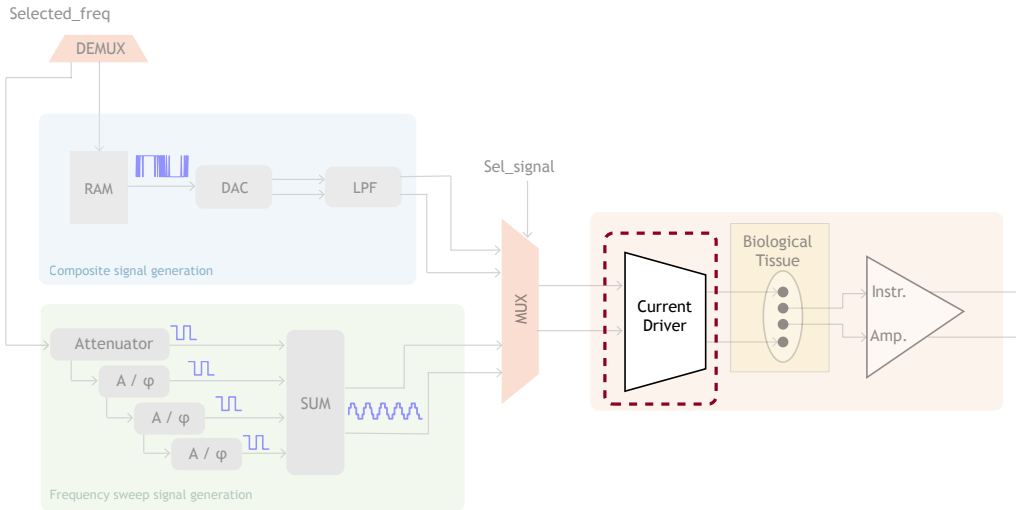 Selected_freq
DEMUX
RAM
DAC
LPF
Composite signal generation
Sel_signal
MUX
Current
Driver
Biological
Tissue
Instr.
Amp.
Attenuator
A / φ
A / φ
A / φ
SUM
Frequency sweep signal generation